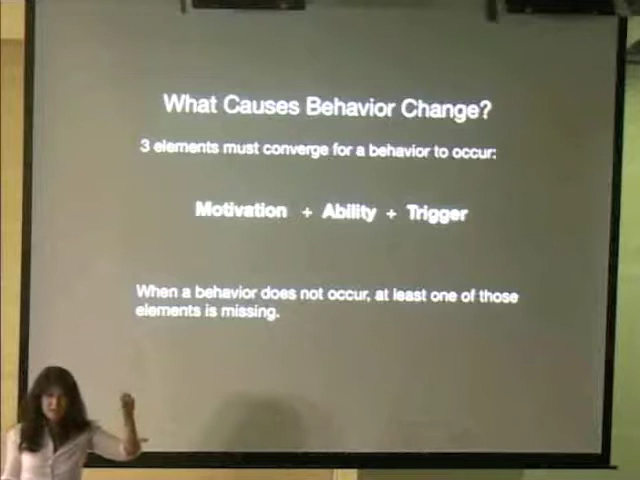 What Causes Behavior Change?
3 elements must converge for a behavior to occur:
Motivation + Ability + Trigger
When a behavior does not occur, at least one of those
elements is missing.